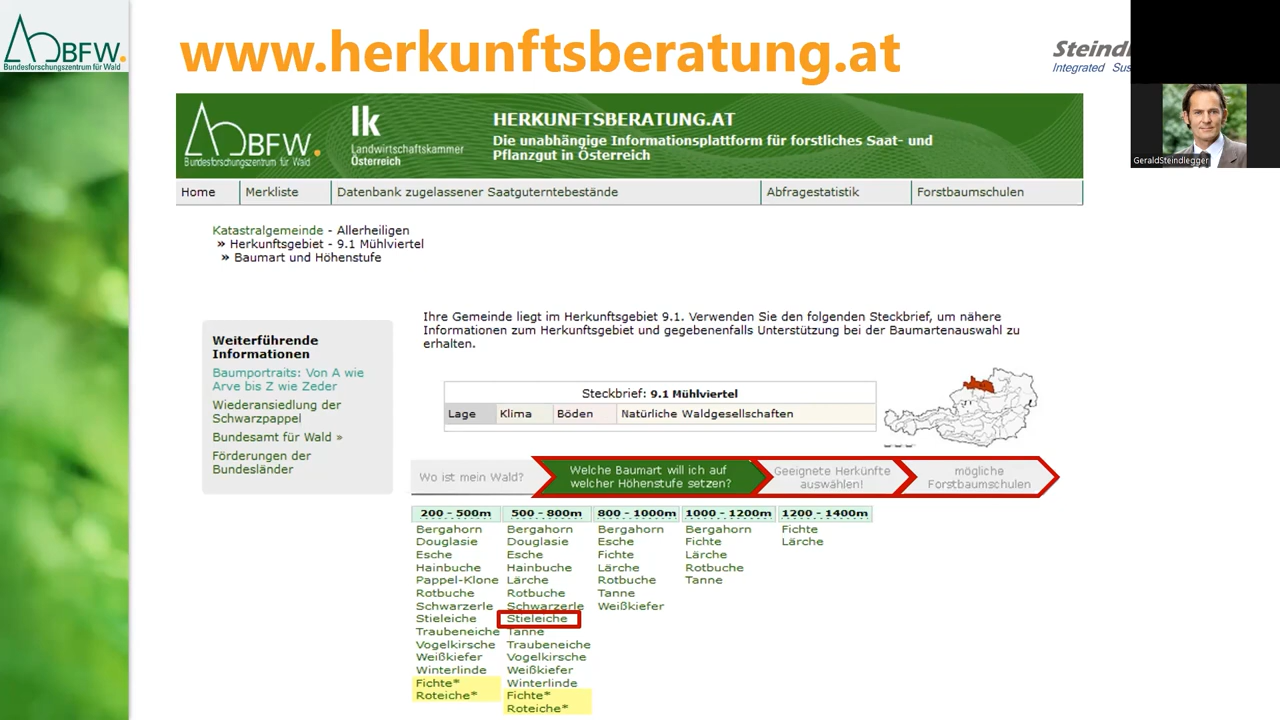 BFW.
Bundesforschungszentrum für Wald
www.herkunftsberatung.at
Integrated
GeraldSteindlegger
BFW.
Bundesforschungszentrum für Wald
lk
Landwirtschaftskammer
Österreich
HERKUNFTSBERATUNG.AT
Die unabhängige Informationsplattform für forstliches Saat- und
Pflanzgut in Österreich
Home Merkliste Datenbank zugelassener Saatguterntebestände Abfragestatistik Forstbaumschulen
Katastralgemeinde - Allerheiligen
» Herkunftsgebiet - 9.1 Mühlviertel
» Baumart und Höhenstufe
Weiterführende
Informationen
Baumportraits: Von A wie
Arve bis Z wie Zeder
Wiederansiedlung der
Schwarzpappel
Bundesamt für Wald »
Förderungen der
Bundesländer
Ihre Gemeinde liegt im Herkunftsgebiet 9.1. Verwenden Sie den folgenden Steckbrief, um nähere
Informationen zum Herkunftsgebiet und gegebenenfalls Unterstützung bei der Baumartenauswahl zu
erhalten.
Steckbrief: 9.1 Mühlviertel
Lage Klima Böden Natürliche Waldgesellschaften
Wo ist mein Wald?
Welche Baumart will ich auf
welcher Höhenstufe setzen?
Geeignete Herkünfte
auswählen!
mögliche
Forstbaumschulen
200 - 500m 500 - 800m 800 - 1000m 1000 - 1200m 1200 - 1400m
Bergahorn Bergahorn Bergahorn Bergahorn Fichte
Douglasie Douglasie Esche Fichte Lärche
Esche Esche Fichte Lärche
Hainbuche Hainbuche Lärche Rotbuche
Pappel-Klone Lärche Rotbuche Tanne
Rotbuche Rotbuche Tanne
Schwarzerle Schwarzerle Weißkiefer
Stieleiche Stieleiche
Traubeneiche Tanne
Vogelkirsche Traubeneiche
Weißkiefer Vogelkirsche
Winterlinde Weißkiefer
Fichte* Winterlinde
Roteiche* Fichte*
Roteiche*